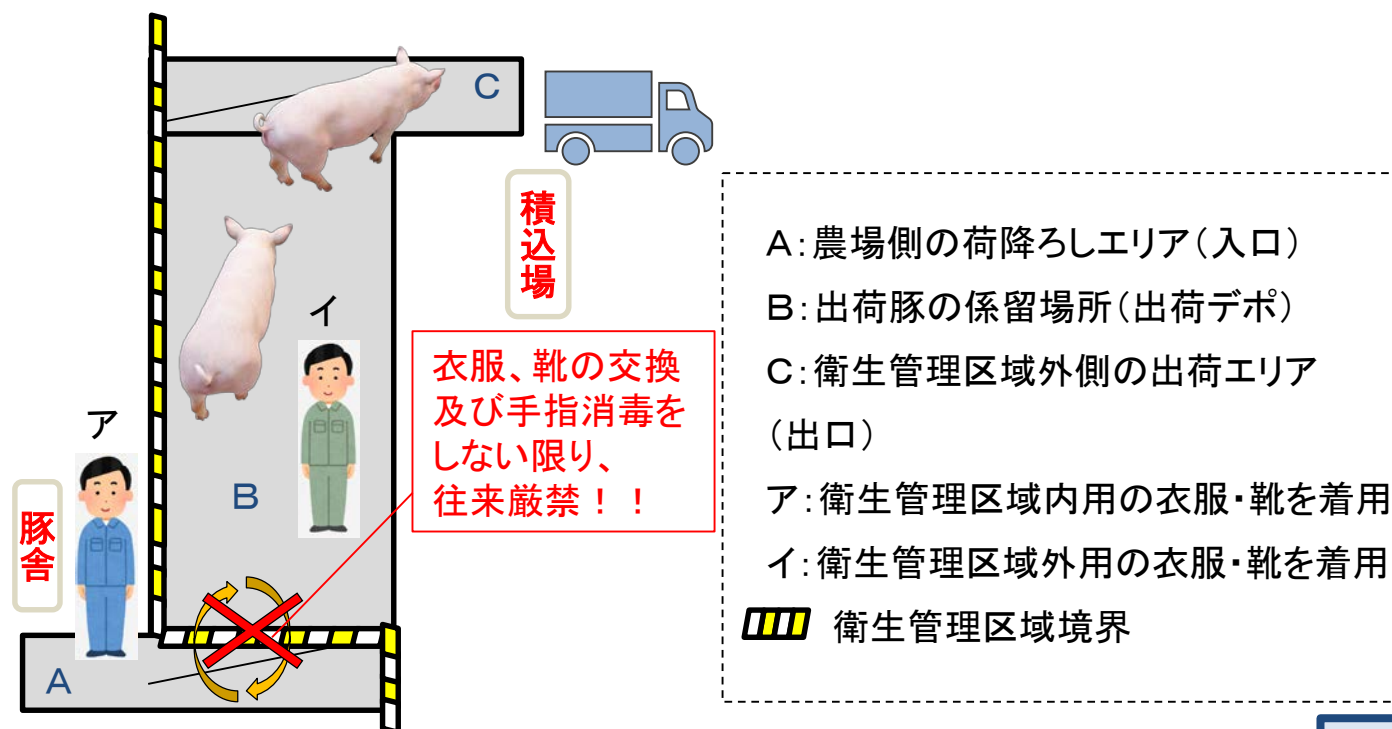 C
積込場
イ
衣服、靴の交換
及び手指消毒を
しない限り、
往来厳禁！！
ア
B
豚舎
A
A：農場側の荷降ろしエリア（入口）
B：出荷豚の係留場所（出荷デポ）
C：衛生管理区域外側の出荷エリア
（出口）
ア：衛生管理区域内用の衣服・靴を着用
イ：衛生管理区域外用の衣服・靴を着用
衛生管理区域境界